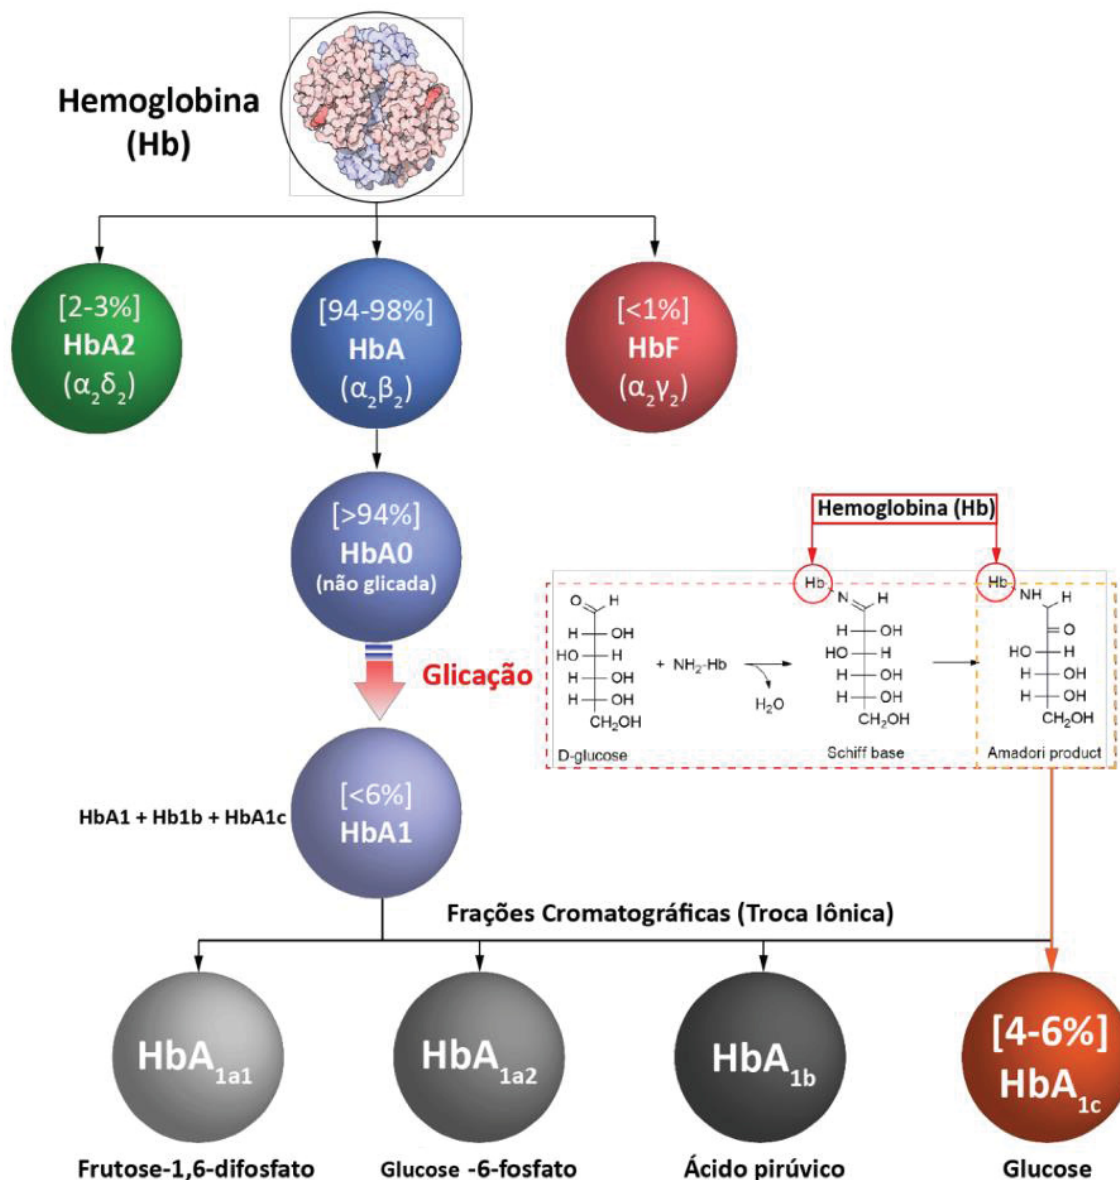 Hemoglobina
(Hb)
[2-3%]
HbA2
(α₂δ₂)
[94-98%]
HbA
(α₂β₂)
[<1%]
HbF
(α₂γ₂)
[>94%]
HbA0
(não glicada)
Glicação
Hemoglobina (Hb)
O H
H OH
HO H
H OH
H OH
CH₂OH
D-glucose
+ NH₂-Hb
H₂O
Hb
N H
H OH
HO H
H OH
H OH
CH₂OH
Schiff base
Hb
NH H
O
HO H
H OH
H OH
CH₂OH
Amadori product
[<6%]
HbA1
HbA1 + Hb1b + HbA1c
Frações Cromatográficas (Troca Iônica)
HbA₁ₐ₁
Frutose-1,6-difosfato
HbA₁ₐ₂
Glucose -6-fosfato
HbA1b
Ácido pirúvico
[4-6%]
HbA1c
Glucose